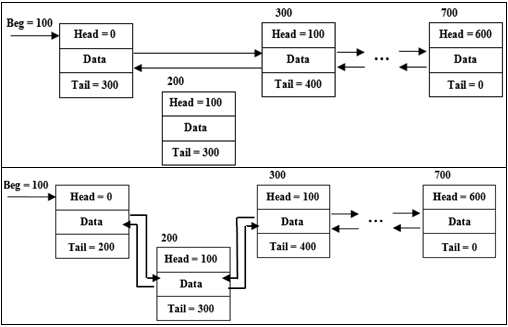 Beg = 100
Head = 0
Data
Tail = 300
300
Head = 100
Data
Tail = 400
...
700
Head = 600
Data
Tail = 0
200
Head = 100
Data
Tail = 300
Beg = 100
Head = 0
Data
Tail = 200
200
Head = 100
Data
Tail = 300
300
Head = 100
Data
Tail = 400
...
700
Head = 600
Data
Tail = 0